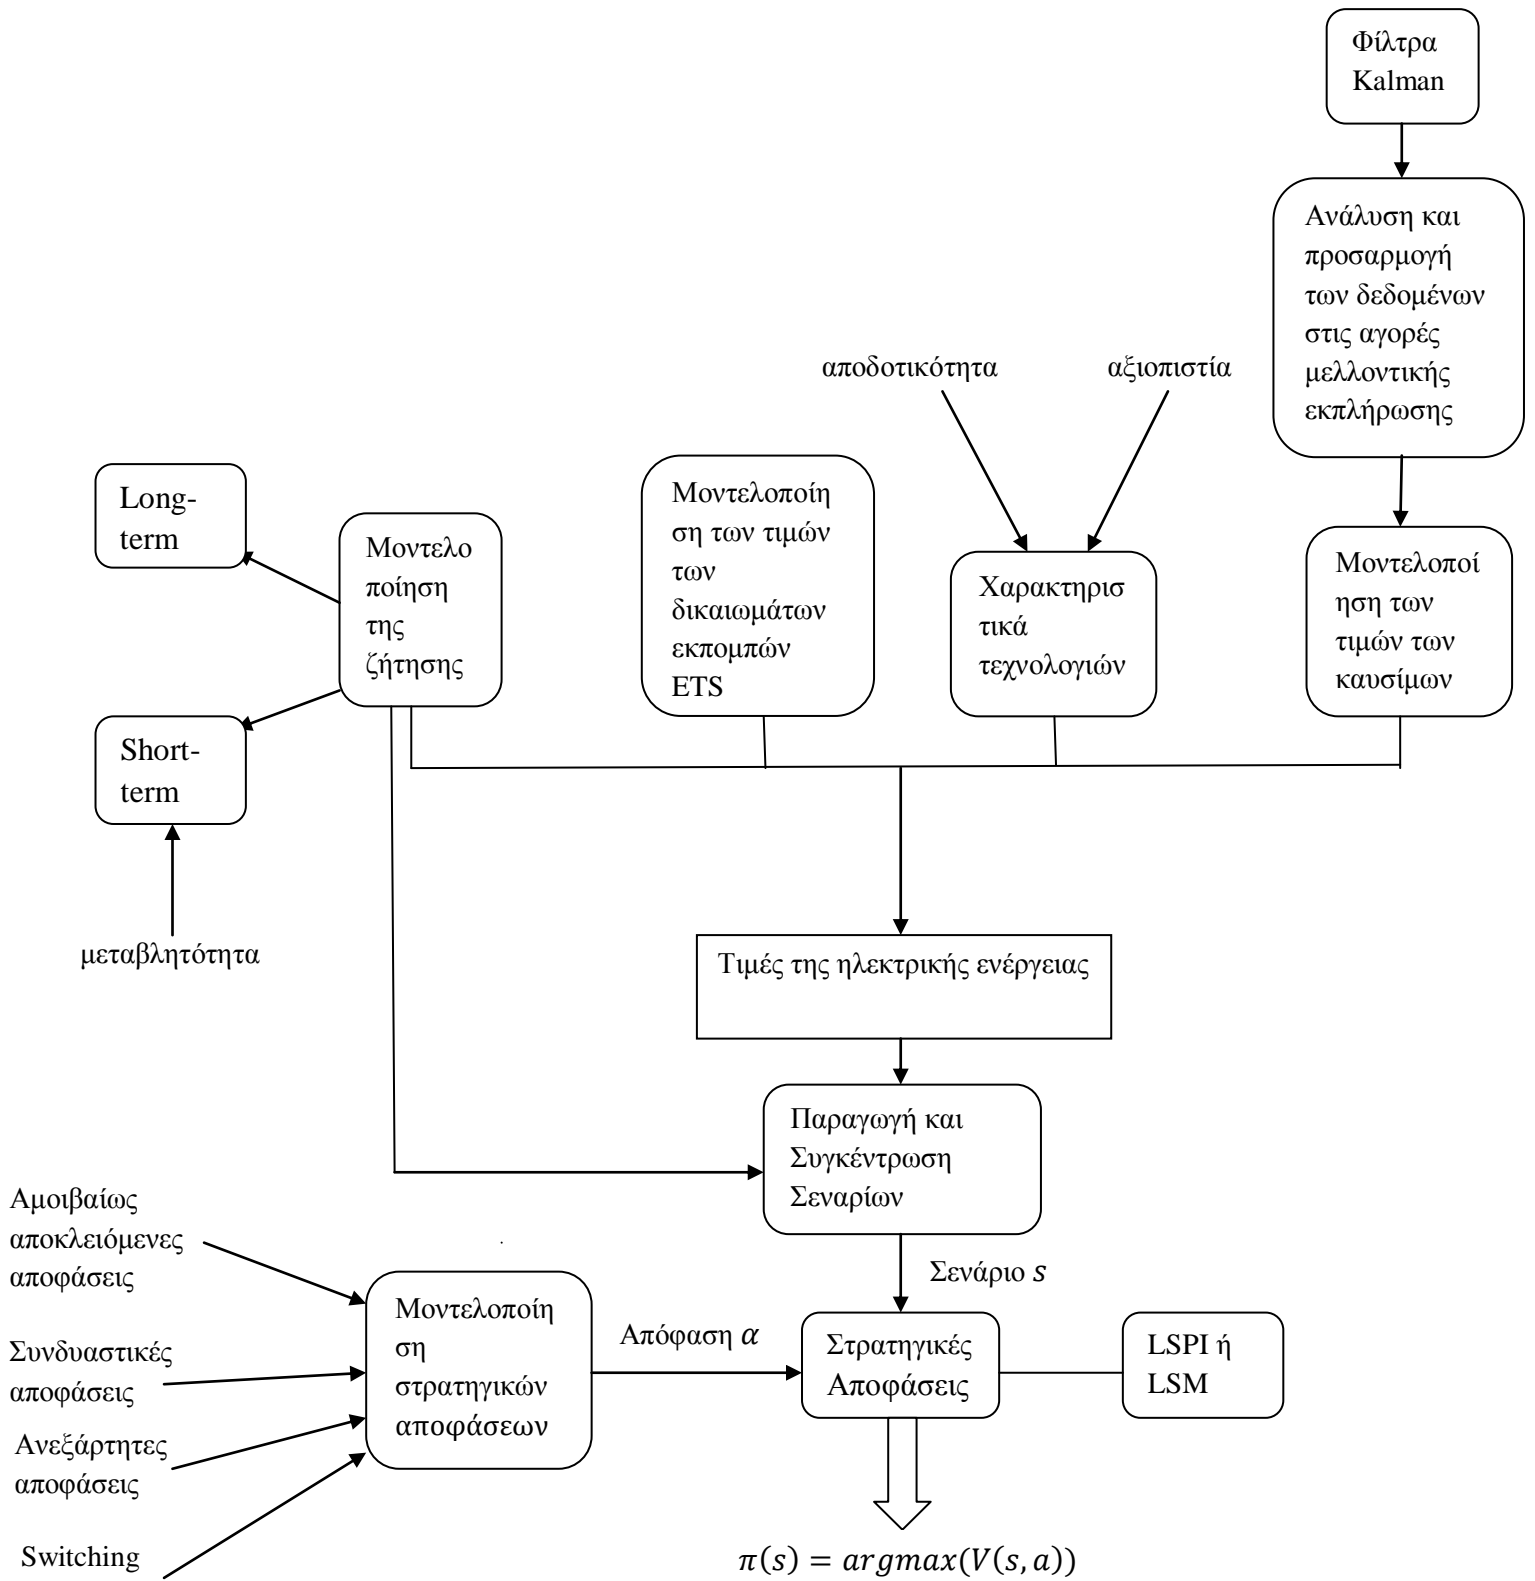 Φίλτρα
Kalman
Ανάλυση και
προσαρμογή
των δεδομένων
στις αγορές
μελλοντικής
εκπλήρωσης
αποδοτικότητα
αξιοπιστία
Long-
term
Μοντελο
ποίηση
της
ζήτησης
Μοντελοποίη
ση των τιμών
των
δικαιωμάτων
εκπομπών
ETS
Χαρακτηρισ
τικά
τεχνολογιών
Μοντελοποί
ηση των
τιμών των
καυσίμων
Short-
term
μεταβλητότητα
Τιμές της ηλεκτρικής ενέργειας
Παραγωγή και
Συγκέντρωση
Σεναρίων
Αμοιβαίως
αποκλειόμενες
αποφάσεις
Σενάριο s
Συνδυαστικές
αποφάσεις
Ανεξάρτητες
αποφάσεις
Switching
Μοντελοποίη
ση
στρατηγικών
αποφάσεων
Απόφαση α
Στρατηγικές
Αποφάσεις
LSPI ή
LSM
π(s) = argmax(V(s, a))